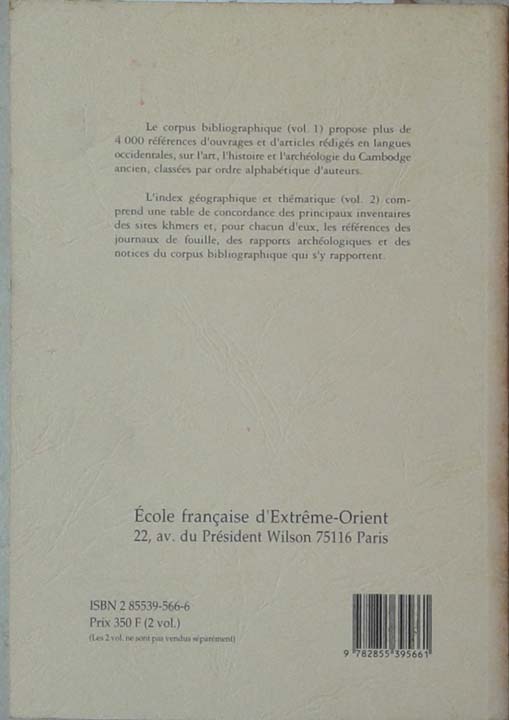 Le corpus bibliographique (vol. 1) propose plus de
4 000 références d'ouvrages et d'articles rédigés en langues
occidentales, sur l'art, l'histoire et l'archéologie du Cambodge
ancien, classées par ordre alphabétique d'auteurs.
L'index géographique et thématique (vol. 2) com-
prend une table de concordance des principaux inventaires
des sites khmers et, pour chacun d'eux, les références des
journaux de fouille, des rapports archéologiques et des
notices du corpus bibliographique qui s'y rapportent.
École française d'Extrême-Orient
22, av. du Président Wilson 75116 Paris
ISBN 2 85539-566-6
Prix 350 F (2 vol.)
(Les 2 vol. ne sont pas vendus séparément)
9 782855 395661